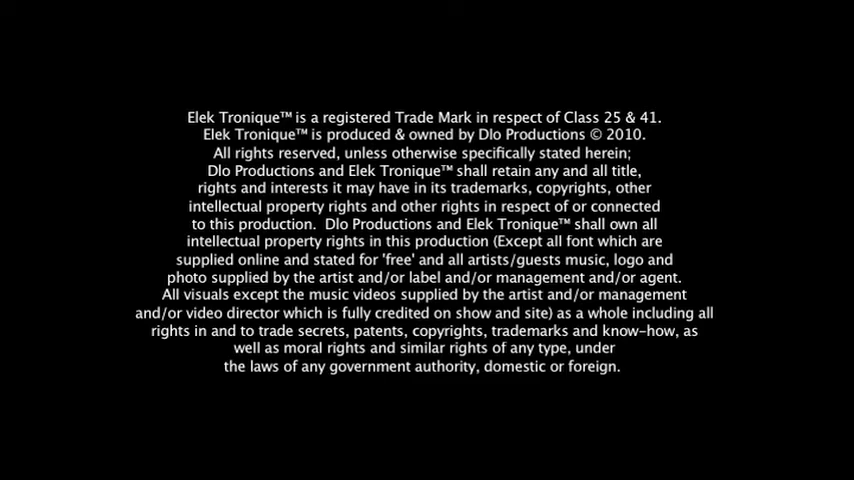 Elek Tronique™ is a registered Trade Mark in respect of Class 25 & 41.
Elek Tronique™ is produced & owned by Dlo Productions © 2010.
All rights reserved, unless otherwise specifically stated herein;
Dlo Productions and Elek Tronique™ shall retain any and all title,
rights and interests it may have in its trademarks, copyrights, other
intellectual property rights and other rights in respect of or connected
to this production.  Dlo Productions and Elek Tronique™ shall own all
intellectual property rights in this production (Except all font which are
supplied online and stated for 'free' and all artists/guests music, logo and
photo supplied by the artist and/or label and/or management and/or agent.
All visuals except the music videos supplied by the artist and/or management
and/or video director which is fully credited on show and site) as a whole including all
rights in and to trade secrets, patents, copyrights, trademarks and know-how, as
well as moral rights and similar rights of any type, under
the laws of any government authority, domestic or foreign.